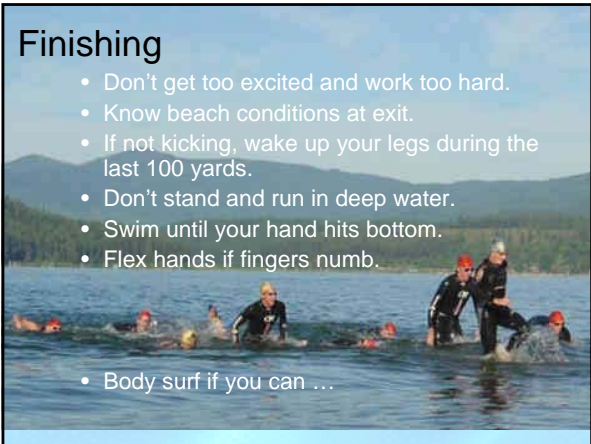 Finishing
• Don't get too excited and work too hard.
• Know beach conditions at exit.
• If not kicking, wake up your legs during the
last 100 yards.
• Don't stand and run in deep water.
• Swim until your hand hits bottom.
• Flex hands if fingers numb.
• Body surf if you can …